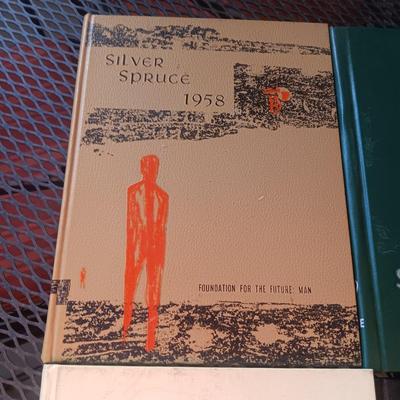 SILVER
SPRUCE
1958
FOUNDATION FOR THE FUTURE: MAN
S
E